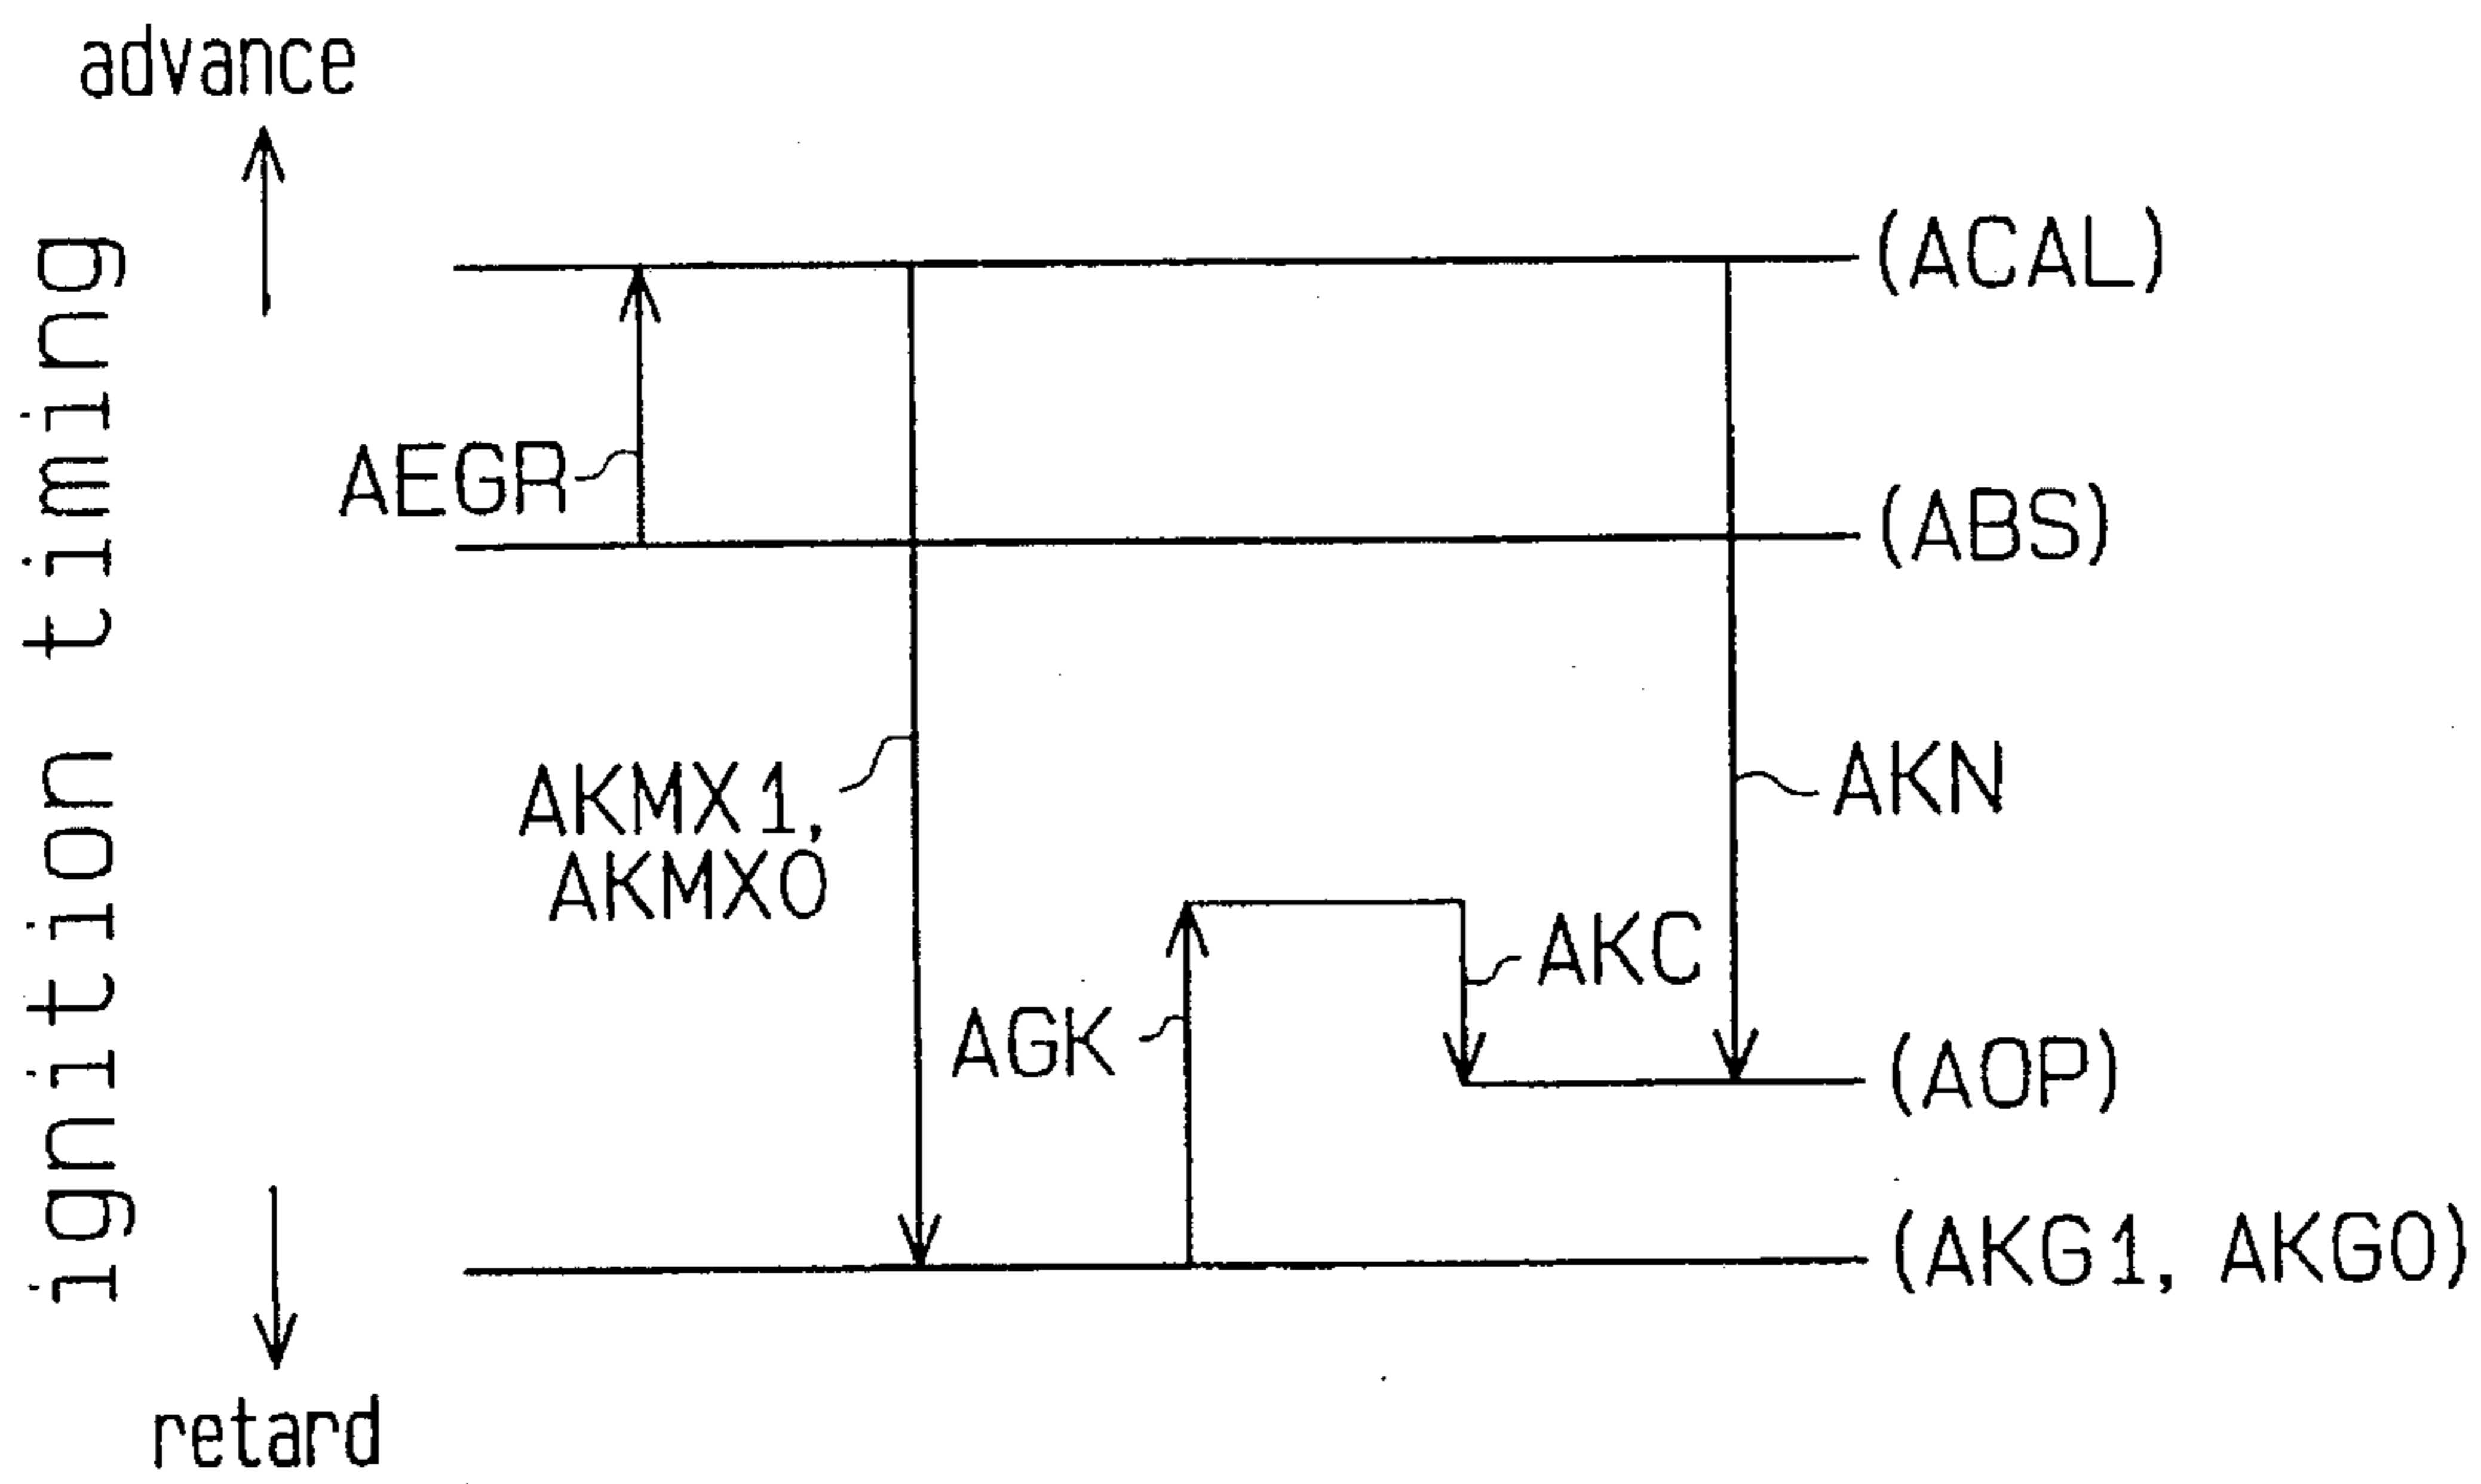 advance
ignition timing
(ACAL)
AEGR
(ABS)
AKMX1,
AKMX0
AKN
AKC
AGK
(AOP)
(AKG1, AKG0)
retard